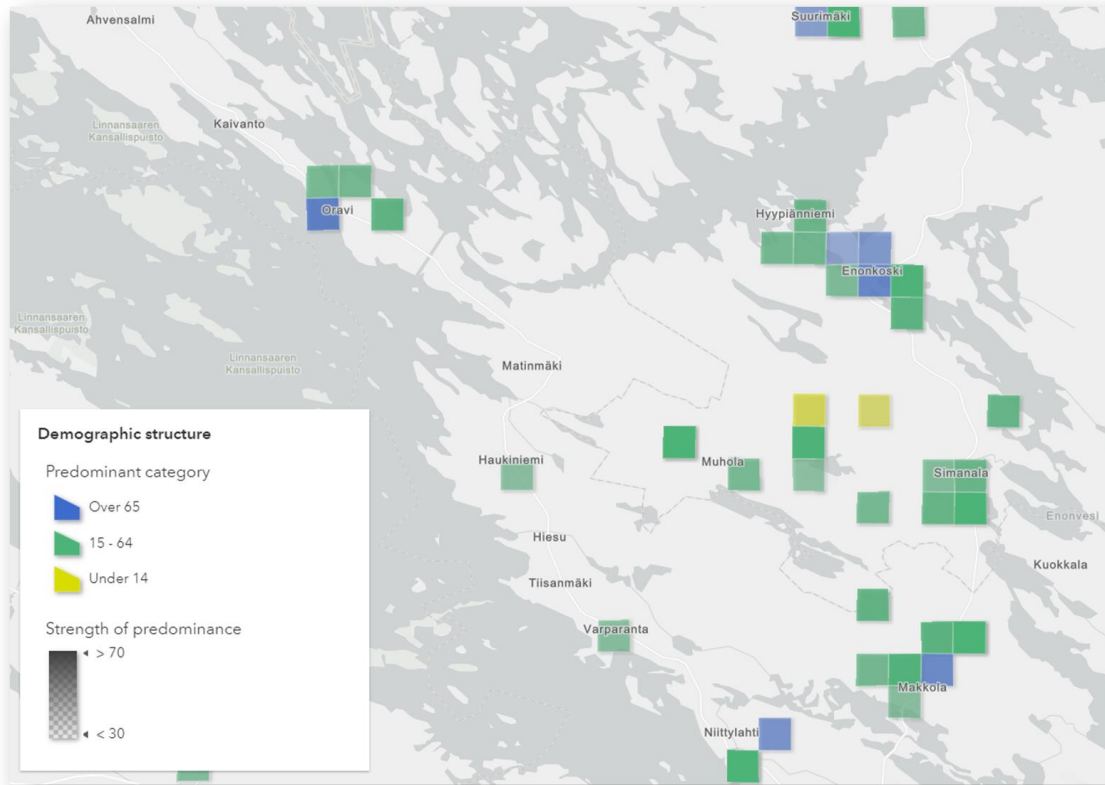 Ahvensalmi
Suurimäki
Kaivanto
Linnansaaren
Kansallispuisto
Oravi
Hyypiänniemi
Enonkoski
Linnansaaren
Kansallispuisto
Linnansaaren
Kansallispuisto
Matinmäki
Haukiniemi
Muhola
Simanala
Enonvesi
Hiesu
Kuokkala
Tiisanmäki
Varparanta
Makkola
Niittylahti
Demographic structure
Predominant category
Over 65
15 - 64
Under 14
Strength of predominance
> 70
< 30